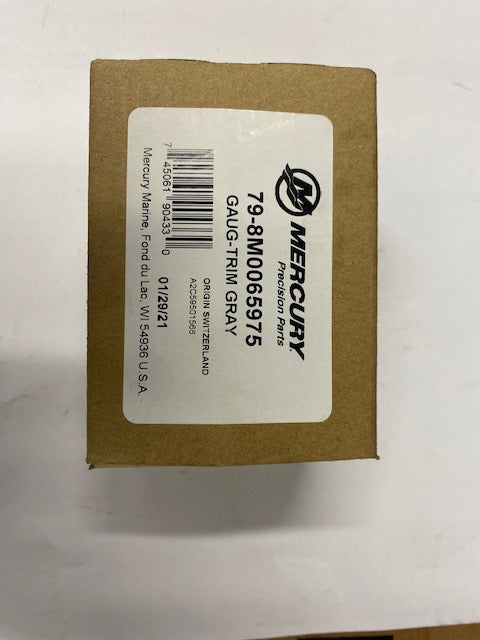 MERCURY
Precision Parts
79-8M0065975
GAUG-TRIM GRAY
ORIGIN SWITZERLAND
A2C59501566
7 45061 90433 0
01/29/21
Mercury Marine, Fond du Lac, WI 54936 U.S.A.